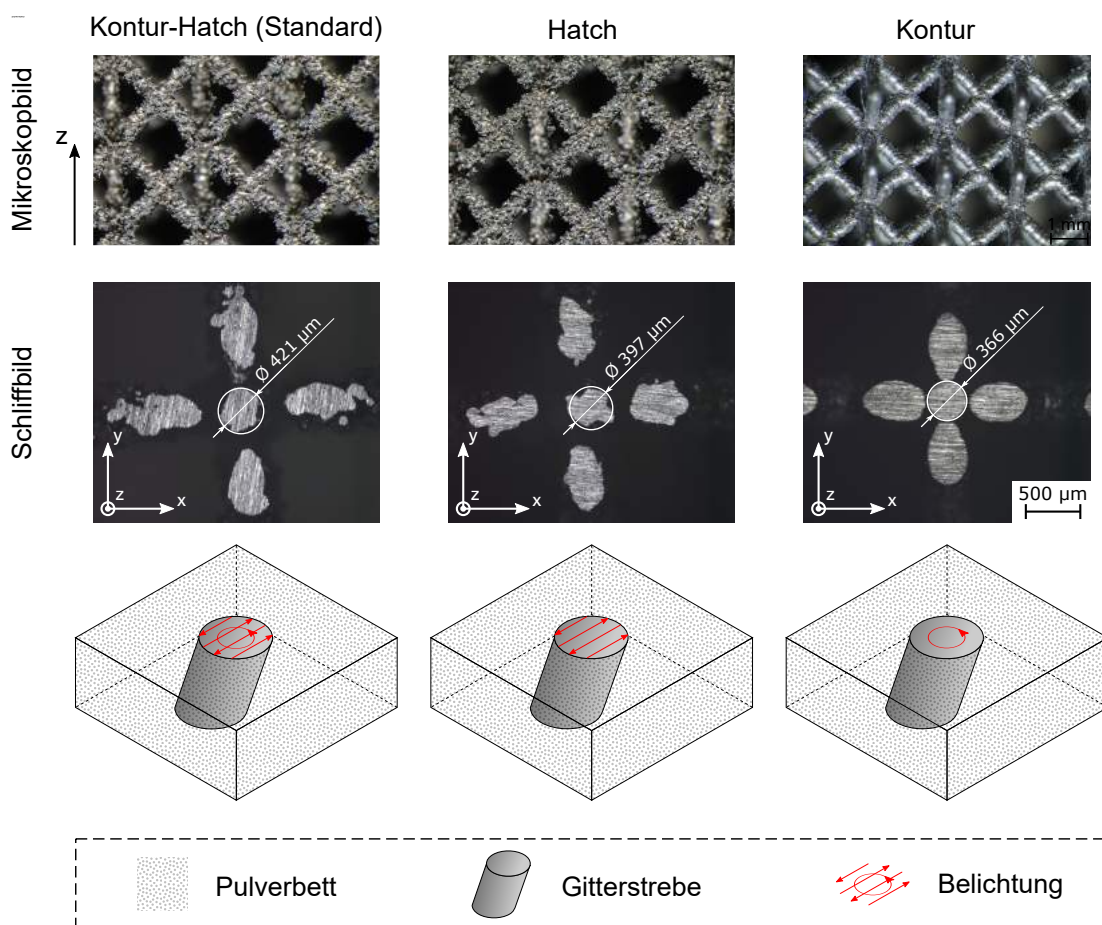 Kontur-Hatch (Standard)
Hatch
Kontur
Mikroskopbild
z
1 mm
Schliffbild
Ø 421 µm
y
z
x
Ø 397 µm
y
z
x
Ø 366 µm
y
z
x
500 µm
Pulverbett
Gitterstrebe
Belichtung